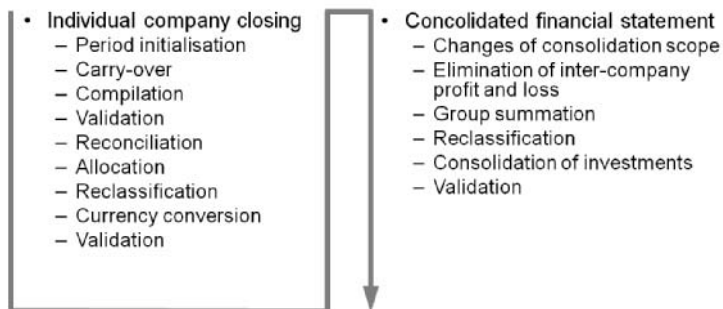 • Individual company closing
– Period initialisation
– Carry-over
– Compilation
– Validation
– Reconciliation
– Allocation
– Reclassification
– Currency conversion
– Validation
• Concolidated financial statement
– Changes of consolidation scope
– Elimination of inter-company
profit and loss
– Group summation
– Reclassification
– Consolidation of investments
– Validation